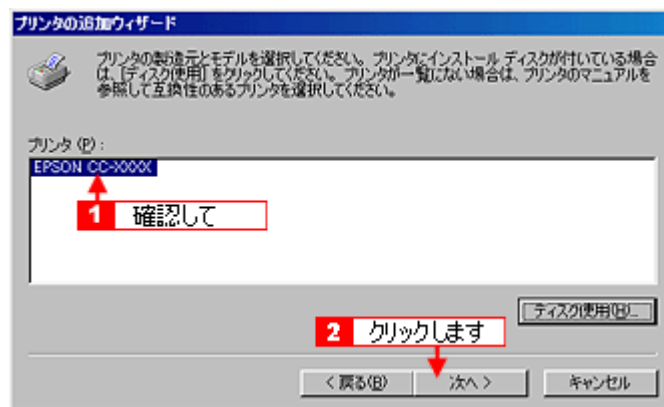 プリンタの追加ウィザード
プリンタの製造元とモデルを選択してください。プリンタにインストール ディスクが付いている場合
は、[ディスク使用] をクリックしてください。プリンタが一覧にない場合は、プリンタのマニュアルを
参照して互換性のあるプリンタを選択してください。
プリンタ (P) :
EPSON CC-XXXX
1 確認して
ディスク使用(H)...
2 クリックします
< 戻る(B) 次へ > キャンセル